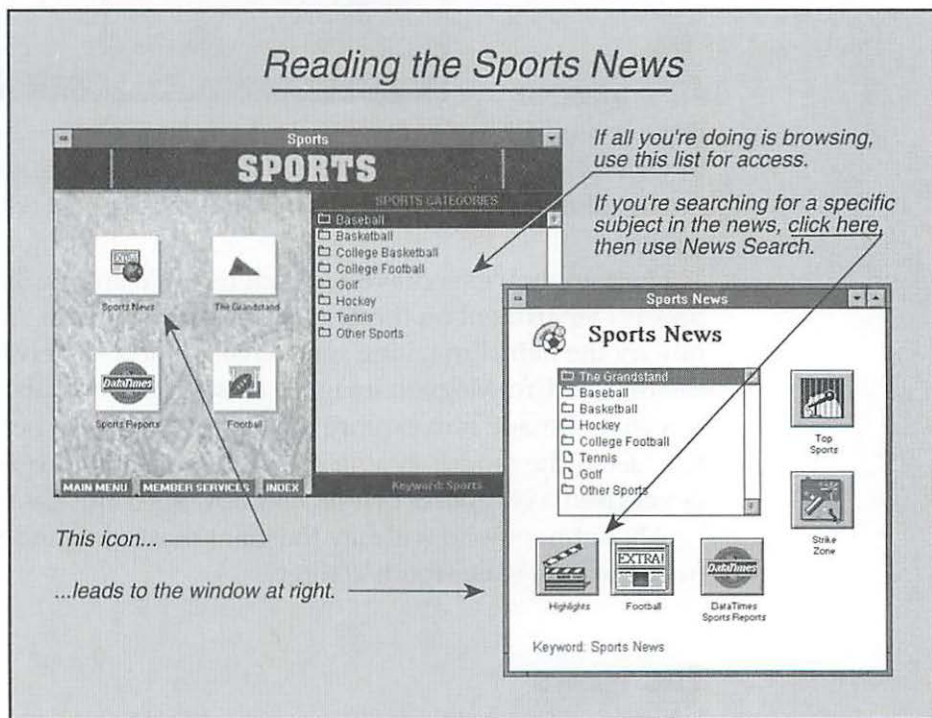 Reading the Sports News
Sports
SPORTS
SPORTS CATEGORIES
Baseball
Basketball
College Basketball
College Football
Golf
Hockey
Tennis
Other Sports
Sports News
The Grandstand
DataTimes
Sports Reports
Football
MAIN MENU
MEMBER SERVICES
INDEX
Keyword: Sports
If all you're doing is browsing,
use this list for access.
If you're searching for a specific
subject in the news, click here,
then use News Search.
Sports News
Sports News
The Grandstand
Baseball
Basketball
Hockey
College Football
Tennis
Golf
Other Sports
Top
Sports
Strike
Zone
Highlights
EXTRA!
Football
DataTimes
DataTimes
Sports Reports
Keyword: Sports News
This icon...
...leads to the window at right.